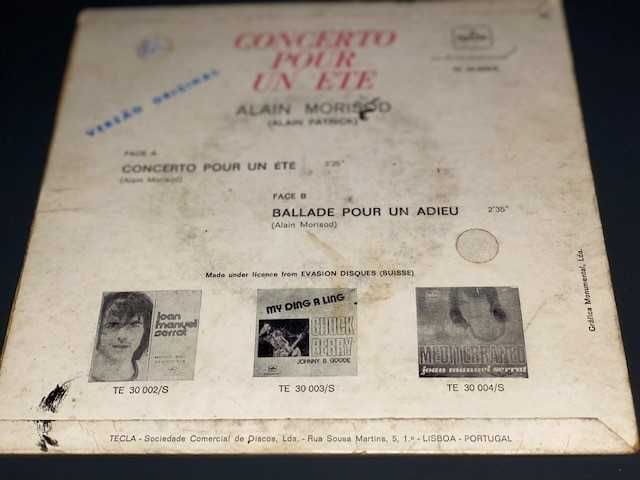 CONCERTO
POUR
UN ETE
ALAIN MORISOD
(ALAIN PATRICK)
VERSÃO ORIGINAL
FACE A
CONCERTO POUR UN ETE 3'25"
(Alain Morisod)
FACE B
BALLADE POUR UN ADIEU 2'35"
(Alain Morisod)
Made under licence from EVASION DISQUES (SUISSE)
Gráfica Monumental, Lda.
joan
manuel
serrat
MY DING A LING
CHUCK
BERRY
JOHNNY B. GOODE
MEDITERRANEO
joan manuel serrat
TE 30 002/S
TE 30 003/S
TE 30 004/S
TECLA - Sociedade Comercial de Discos, Lda. - Rua Sousa Martins, 5, 1.º - LISBOA - PORTUGAL